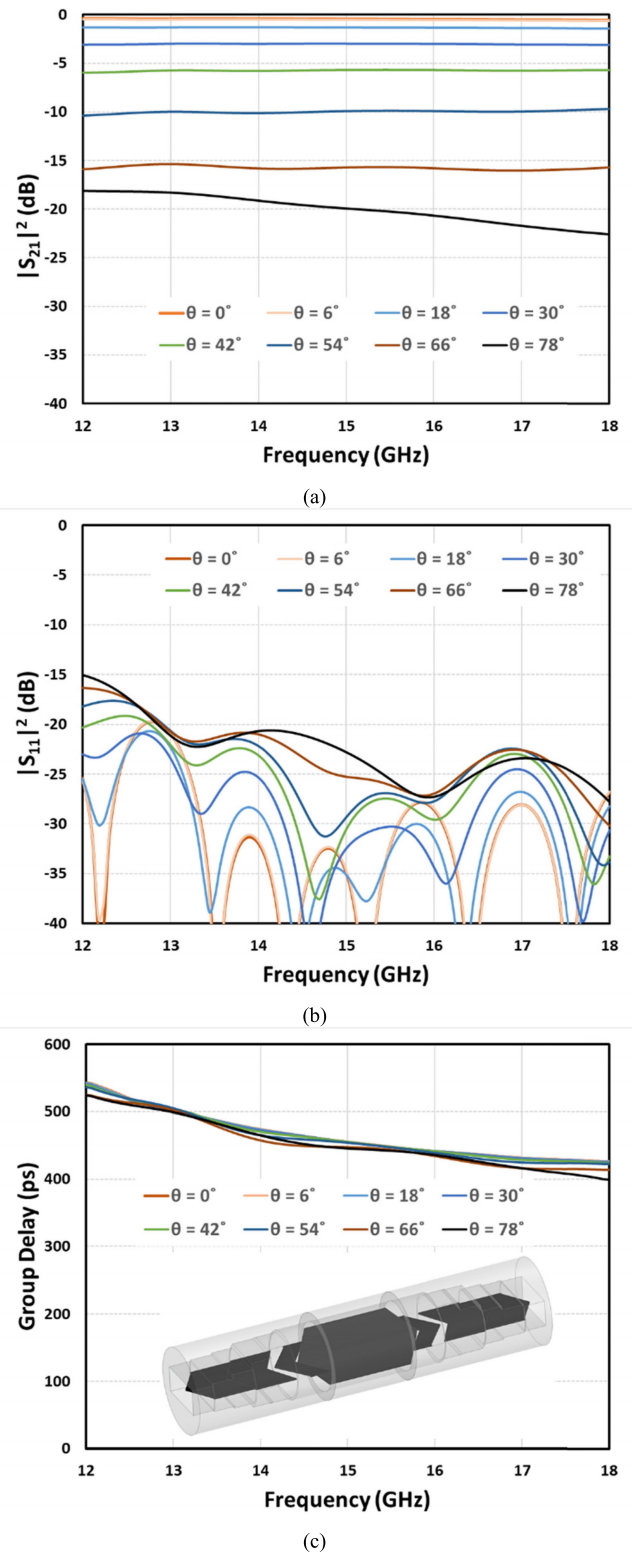 0
-5
-10
-15
-20
-25
-30
-35
-40
|S21|² (dB)
θ = 0° θ = 6° θ = 18° θ = 30°
θ = 42° θ = 54° θ = 66° θ = 78°
12 13 14 15 16 17 18
Frequency (GHz)
(a)
0
-5
-10
-15
-20
-25
-30
-35
-40
|S11|² (dB)
θ = 0° θ = 6° θ = 18° θ = 30°
θ = 42° θ = 54° θ = 66° θ = 78°
12 13 14 15 16 17 18
Frequency (GHz)
(b)
600
500
400
300
200
100
0
Group Delay (ps)
θ = 0° θ = 6° θ = 18° θ = 30°
θ = 42° θ = 54° θ = 66° θ = 78°
12 13 14 15 16 17 18
Frequency (GHz)
(c)